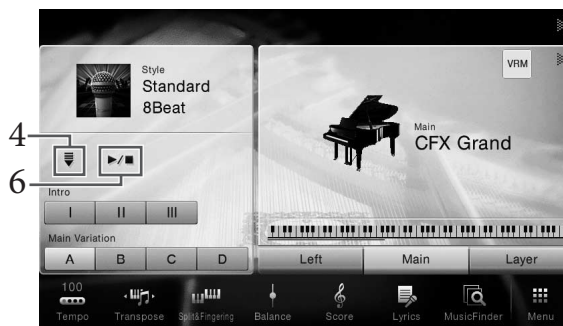 VRM
Style
Standard
8Beat
Main
CFX Grand
4
6
Intro
I II III
Main Variation
A B C D
Left Main Layer
100
Tempo Transpose Split&Fingering Balance Score Lyrics MusicFinder Menu